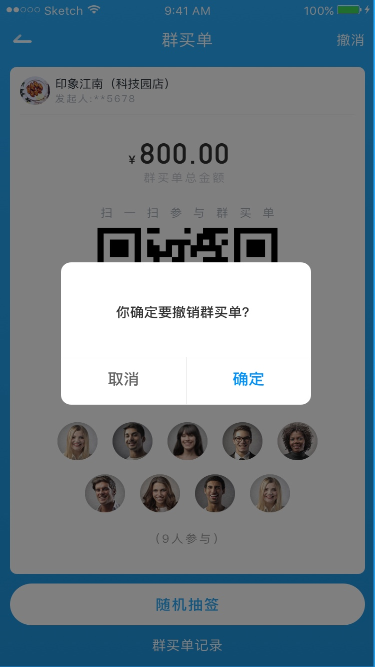 Sketch 9:41 AM 100%
群买单 撤消
印象江南（科技园店）
发起人:**5678
¥800.00
群买单总金额
扫一扫参与群买单
你确定要撤销群买单?
取消 确定
（9人参与）
随机抽签
群买单记录